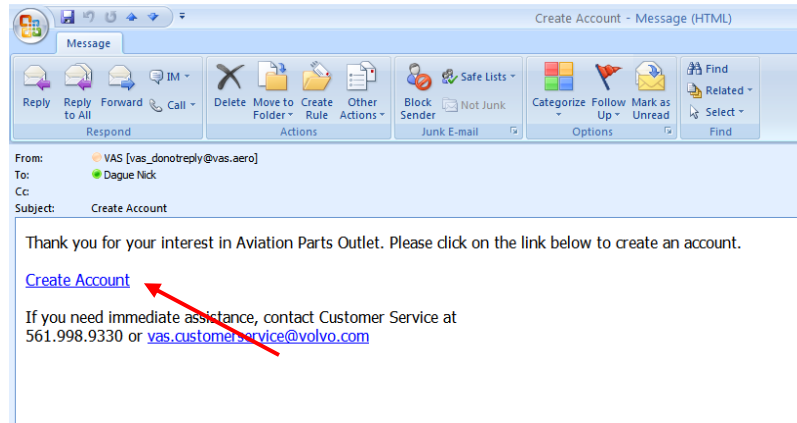 Create Account - Message (HTML)
Message
Reply Reply to All Forward IM Call
Respond
Delete Move to Folder Create Rule Other Actions
Actions
Block Sender Safe Lists Not Junk
Junk E-mail
Categorize Follow Up Mark as Unread
Options
Find Related Select
Find
From: VAS [vas_donotreply@vas.aero]
To: Dague Nick
Cc:
Subject: Create Account
Thank you for your interest in Aviation Parts Outlet. Please click on the link below to create an account.
Create Account
If you need immediate assistance, contact Customer Service at
561.998.9330 or vas.customerservice@volvo.com